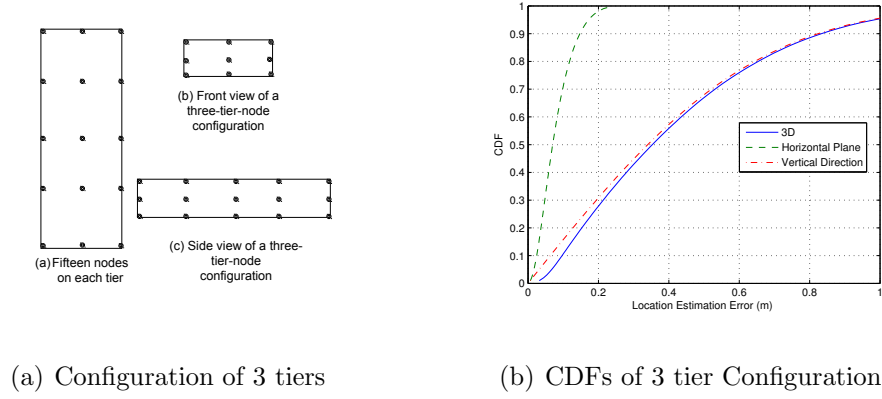 (a) Fifteen nodes
on each tier
(b) Front view of a
three-tier-node
configuration
(c) Side view of a three-
tier-node
configuration
1
0.9
0.8
0.7
0.6
0.5
0.4
0.3
0.2
0.1
0
CDF
3D
Horizontal Plane
Vertical Direction
0 0.2 0.4 0.6 0.8 1
Location Estimation Error (m)
(a) Configuration of 3 tiers
(b) CDFs of 3 tier Configuration